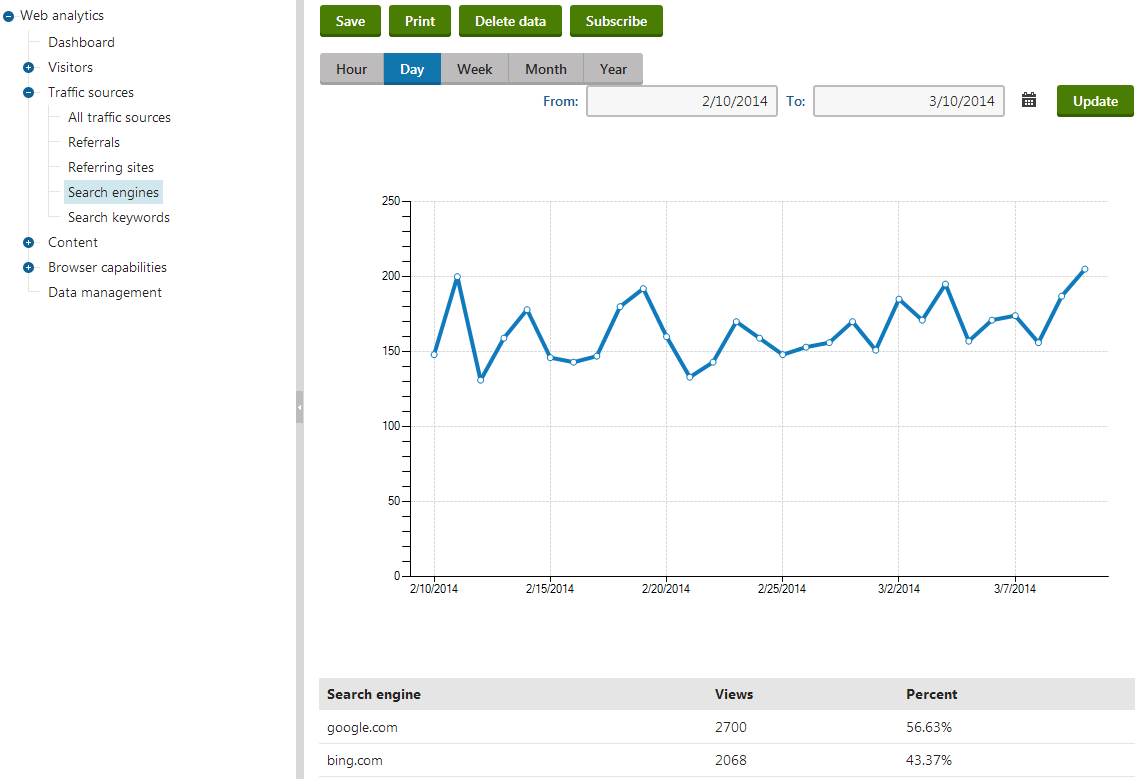 Web analytics
Dashboard
Visitors
Traffic sources
All traffic sources
Referrals
Referring sites
Search engines
Search keywords
Content
Browser capabilities
Data management
Save Print Delete data Subscribe
Hour Day Week Month Year
From: 2/10/2014 To: 3/10/2014 Update
250
200
150
100
50
0
2/10/2014 2/15/2014 2/20/2014 2/25/2014 3/2/2014 3/7/2014
Search engine Views Percent
google.com 2700 56.63%
bing.com 2068 43.37%